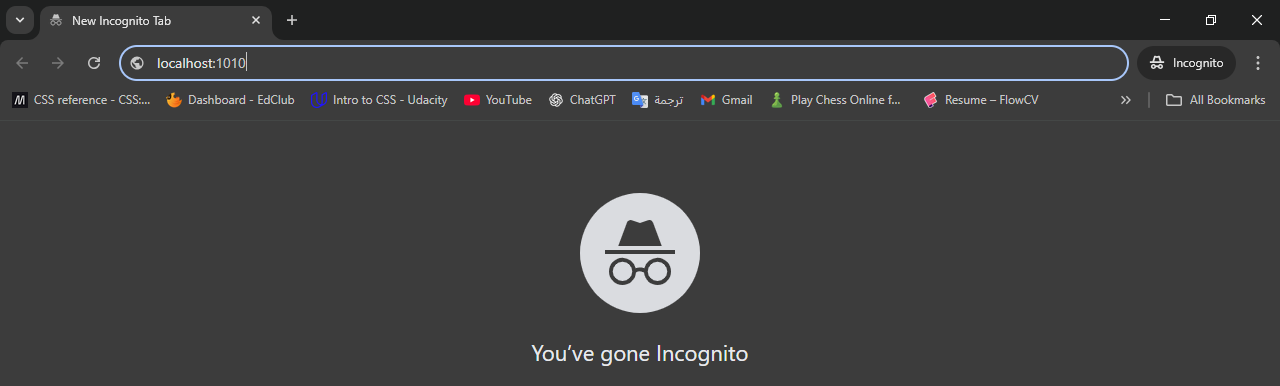 New Incognito Tab
localhost:1010
Incognito
CSS reference - CSS:... Dashboard - EdClub Intro to CSS - Udacity YouTube ChatGPT ترجمة Gmail Play Chess Online f... Resume – FlowCV » All Bookmarks
You've gone Incognito